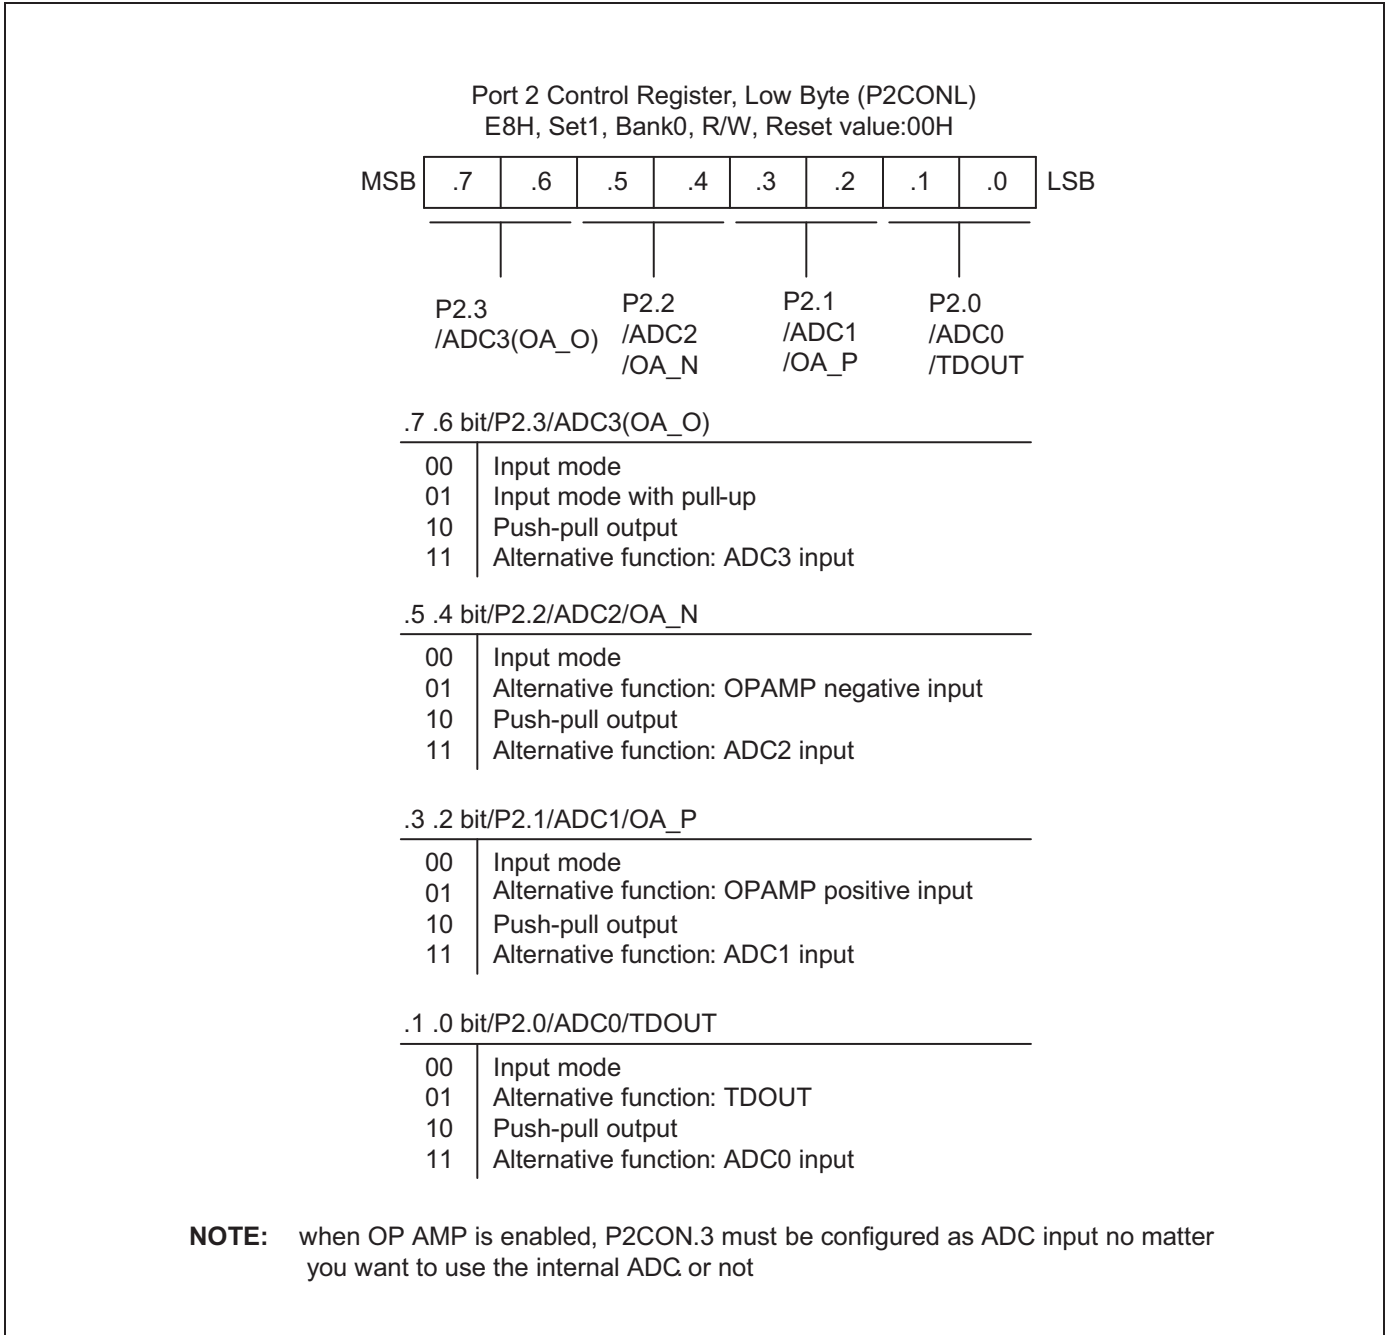 Port 2 Control Register, Low Byte (P2CONL)
E8H, Set1, Bank0, R/W, Reset value:00H
MSB .7 .6 .5 .4 .3 .2 .1 .0 LSB
P2.3
/ADC3(OA_O)
P2.2
/ADC2
/OA_N
P2.1
/ADC1
/OA_P
P2.0
/ADC0
/TDOUT
.7 .6 bit/P2.3/ADC3(OA_O)
00 Input mode
01 Input mode with pull-up
10 Push-pull output
11 Alternative function: ADC3 input
.5 .4 bit/P2.2/ADC2/OA_N
00 Input mode
01 Alternative function: OPAMP negative input
10 Push-pull output
11 Alternative function: ADC2 input
.3 .2 bit/P2.1/ADC1/OA_P
00 Input mode
01 Alternative function: OPAMP positive input
10 Push-pull output
11 Alternative function: ADC1 input
.1 .0 bit/P2.0/ADC0/TDOUT
00 Input mode
01 Alternative function: TDOUT
10 Push-pull output
11 Alternative function: ADC0 input
NOTE: when OP AMP is enabled, P2CON.3 must be configured as ADC input no matter
you want to use the internal ADC. or not